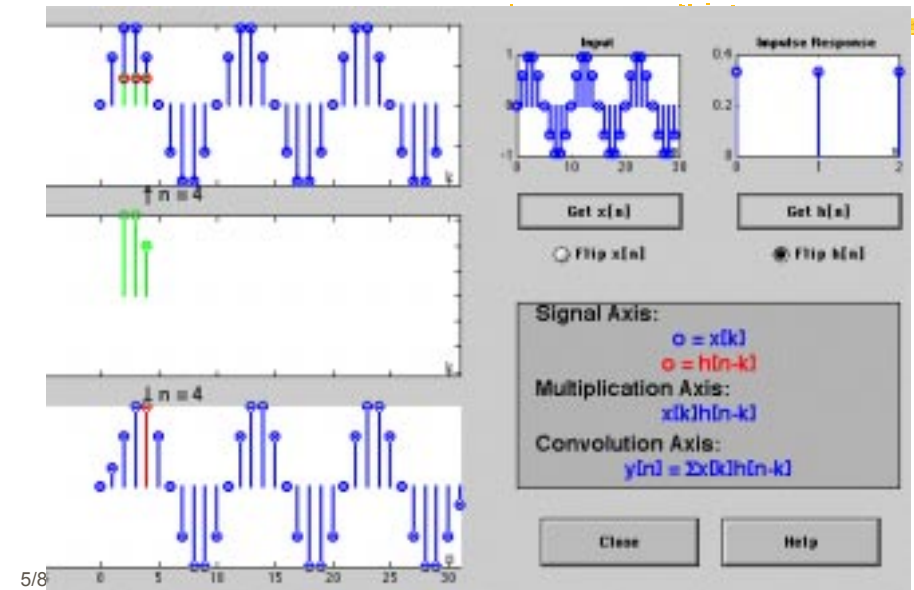 Input
1
0
-1
0 10 20 30
Impulse Response
0.4
0.2
0
0 1 2
n = 4
Get x[n]
Get h[n]
Flip x[n]
Flip h[n]
n = 4
Signal Axis:
o = x[k]
o = h[n-k]
Multiplication Axis:
x[k]h[n-k]
Convolution Axis:
y[n] = Σx[k]h[n-k]
Close
Help
5/8
0 5 10 15 20 25 30